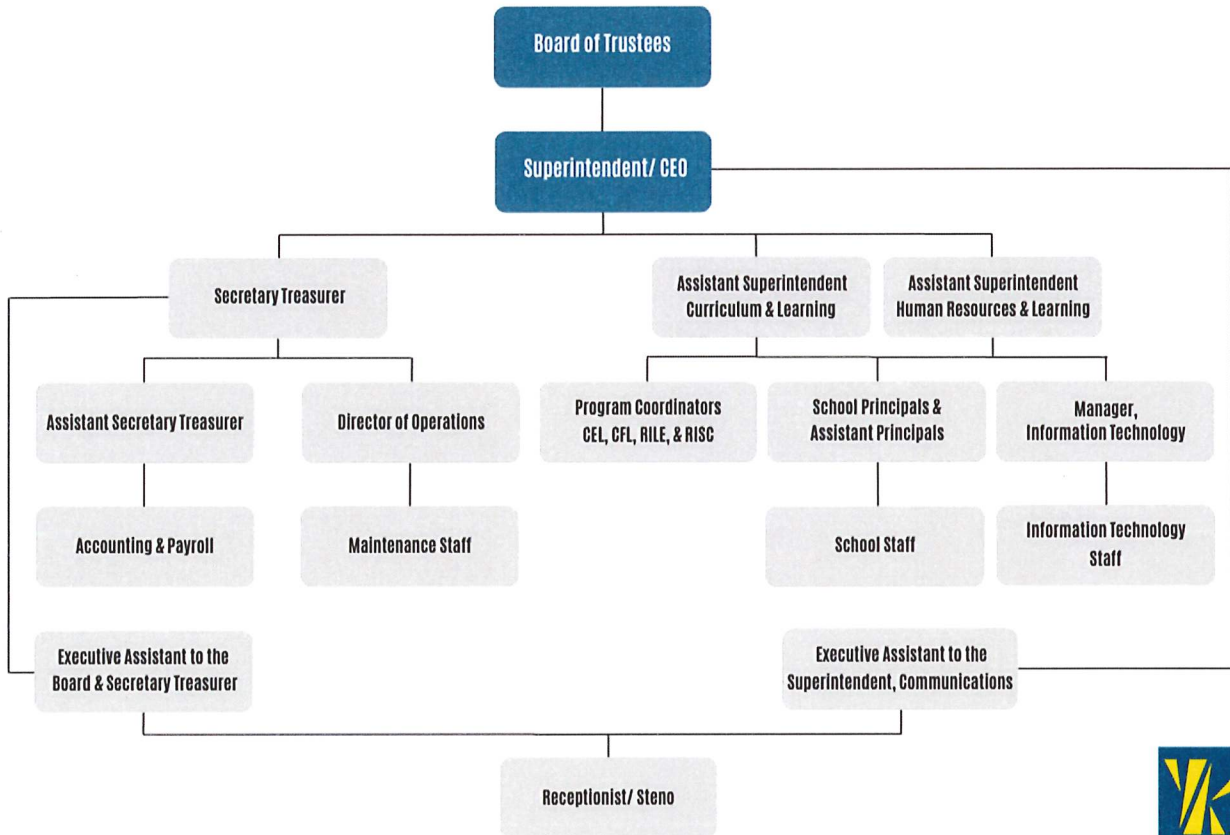 Board of Trustees
Superintendent/ CEO
Secretary Treasurer
Assistant Superintendent
Curriculum & Learning
Assistant Superintendent
Human Resources & Learning
Assistant Secretary Treasurer
Director of Operations
Program Coordinators
CEL, CFL, RILE, & RISC
School Principals &
Assistant Principals
Manager,
Information Technology
Accounting & Payroll
Maintenance Staff
School Staff
Information Technology
Staff
Executive Assistant to the
Board & Secretary Treasurer
Executive Assistant to the
Superintendent, Communications
Receptionist/ Steno